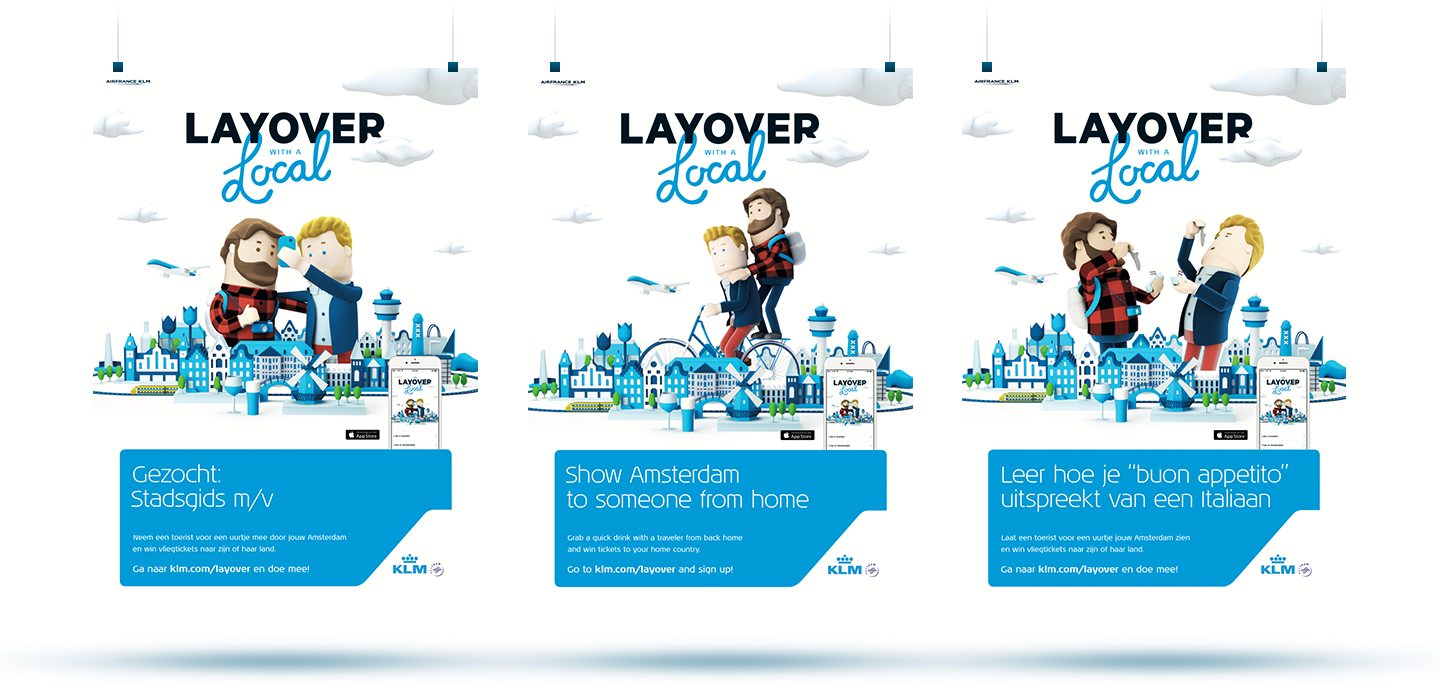 AIRFRANCE KLM
LAYOVER
WITH A
Local
XXX
LAYOVER
Local
App Store
Gezocht:
Stadsgids m/v
Neem een toerist voor een uurtje mee door jouw Amsterdam
en win vliegtickets naar zijn of haar land.
Ga naar klm.com/layover en doe mee!
KLM
AIRFRANCE KLM
LAYOVER
WITH A
Local
XXX
LAYOVER
Local
App Store
Show Amsterdam
to someone from home
Grab a quick drink with a traveler from back home
and win tickets to your home country.
Go to klm.com/layover and sign up!
KLM
AIRFRANCE KLM
LAYOVER
WITH A
Local
XXX
LAYOVER
Local
App Store
Leer hoe je "buon appetito"
uitspreekt van een Italiaan
Laat een toerist voor een uurtje jouw Amsterdam zien
en win vliegtickets naar zijn of haar land.
Ga naar klm.com/layover en doe mee!
KLM